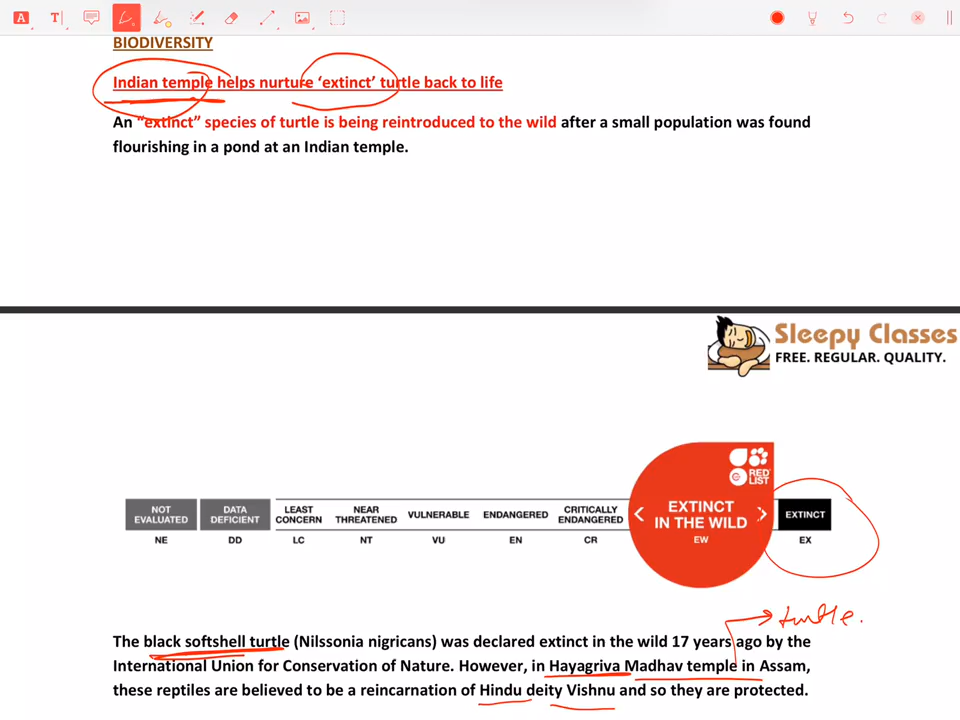 A T
BIODIVERSITY
Indian temple helps nurture ‘extinct’ turtle back to life
An “extinct” species of turtle is being reintroduced to the wild after a small population was found
flourishing in a pond at an Indian temple.
Sleepy Classes
FREE. REGULAR. QUALITY.
RED LIST
NOT EVALUATED DATA DEFICIENT LEAST CONCERN NEAR THREATENED VULNERABLE ENDANGERED CRITICALLY ENDANGERED < EXTINCT IN THE WILD > EXTINCT
NE DD LC NT VU EN CR EW EX
turtle.
The black softshell turtle (Nilssonia nigricans) was declared extinct in the wild 17 years ago by the
International Union for Conservation of Nature. However, in Hayagriva Madhav temple in Assam,
these reptiles are believed to be a reincarnation of Hindu deity Vishnu and so they are protected.